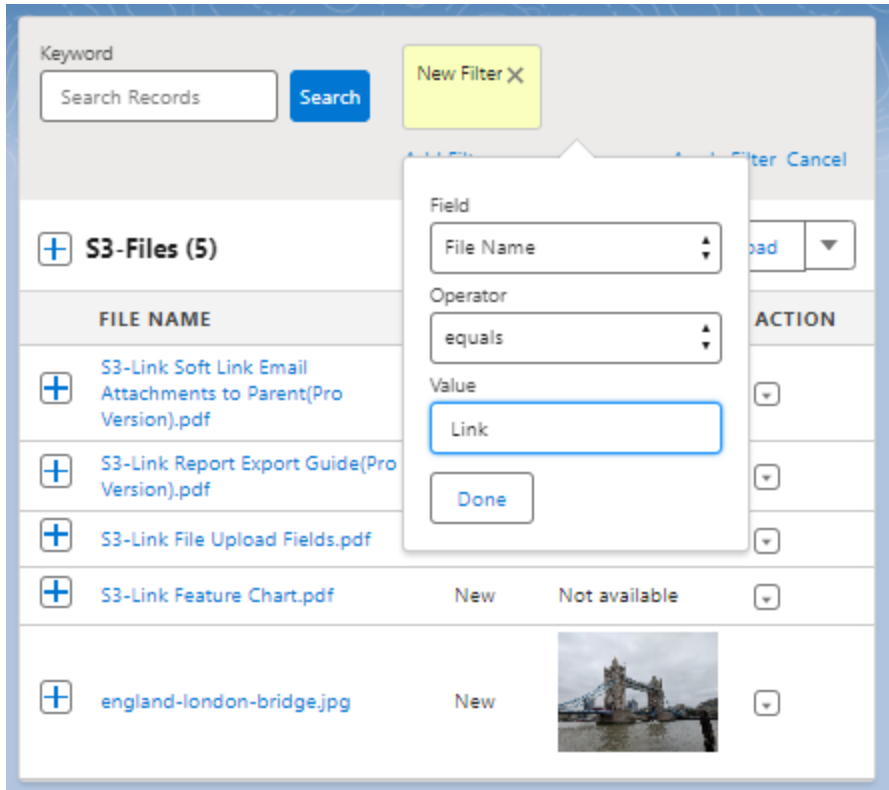 Keyword
Search Records
Search
New Filter
Filter Cancel
Field
File Name
Operator
equals
Value
Link
Done
S3-Files (5)
FILE NAME
ACTION
S3-Link Soft Link Email
Attachments to Parent(Pro
Version).pdf
S3-Link Report Export Guide(Pro
Version).pdf
S3-Link File Upload Fields.pdf
S3-Link Feature Chart.pdf New Not available
england-london-bridge.jpg New